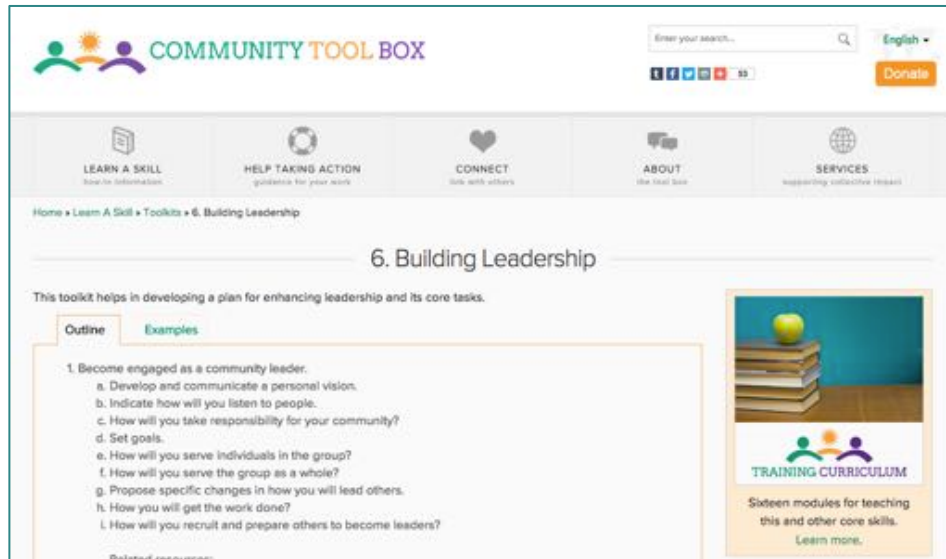 COMMUNITY TOOL BOX
Enter your search...
English
53
Donate
LEARN A SKILL
how-to information
HELP TAKING ACTION
guidance for your work
CONNECT
link with others
ABOUT
the tool box
SERVICES
supporting collective impact
Home » Learn A Skill » Toolkits » 6. Building Leadership
6. Building Leadership
This toolkit helps in developing a plan for enhancing leadership and its core tasks.
Outline
Examples
1. Become engaged as a community leader.
a. Develop and communicate a personal vision.
b. Indicate how will you listen to people.
c. How will you take responsibility for your community?
d. Set goals.
e. How will you serve individuals in the group?
f. How will you serve the group as a whole?
g. Propose specific changes in how you will lead others.
h. How you will get the work done?
i. How will you recruit and prepare others to become leaders?
Related resources:
TRAINING CURRICULUM
Sixteen modules for teaching
this and other core skills.
Learn more.